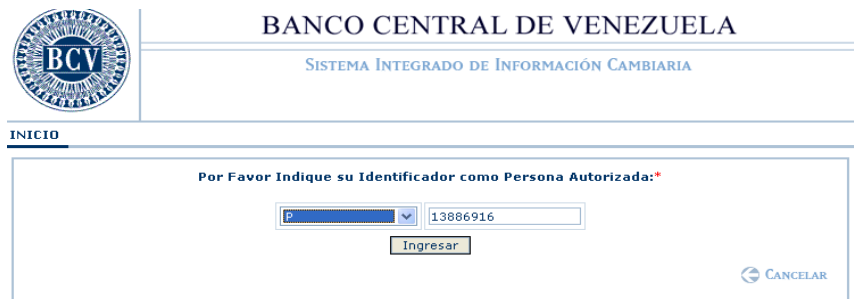 BANCO CENTRAL DE VENEZUELA
BCV
SISTEMA INTEGRADO DE INFORMACIÓN CAMBIARIA
INICIO
Por Favor Indique su Identificador como Persona Autorizada:*
P 13886916
Ingresar
CANCELAR